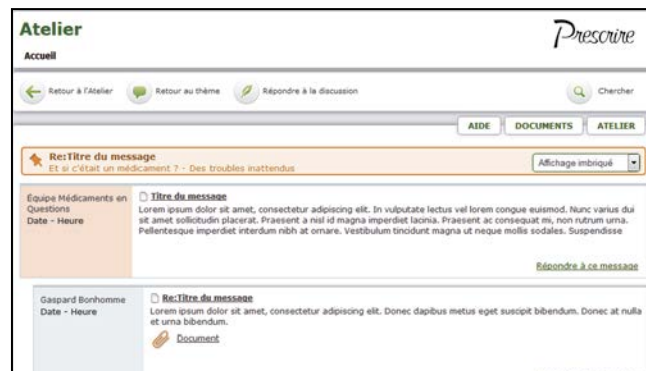 Atelier
Prescrire
Accueil
Retour à l'Atelier Retour au thème Répondre à la discussion Chercher
AIDE DOCUMENTS ATELIER
Re:Titre du message
Et si c'était un médicament ? - Des troubles inattendus
Affichage imbriqué
Équipe Médicaments en
Questions
Date - Heure
Titre du message
Lorem ipsum dolor sit amet, consectetur adipiscing elit. In vulputate lectus vel lorem congue euismod. Nunc varius dui
sit amet sollicitudin placerat. Praesent a nisl id magna imperdiet lacinia. Praesent ac consequat mi, non rutrum urna.
Pellentesque imperdiet interdum nibh at ornare. Vestibulum tincidunt magna ut neque mollis sodales. Suspendisse
Répondre à ce message
Gaspard Bonhomme
Date - Heure
Re:Titre du message
Lorem ipsum dolor sit amet, consectetur adipiscing elit. Donec dapibus metus eget suscipit bibendum. Donec at nulla
et urna bibendum.
Document